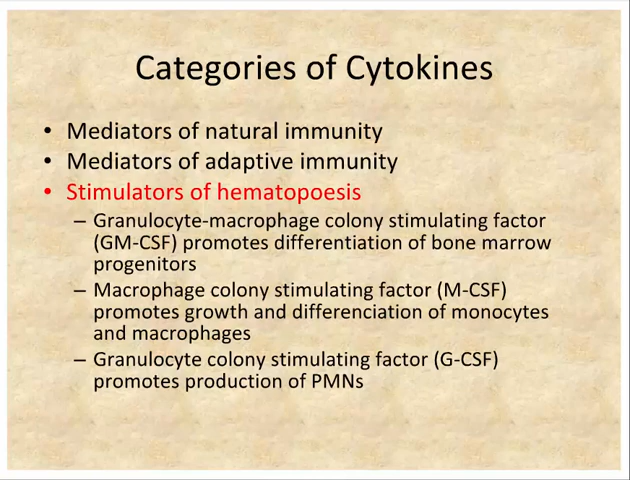 Categories of Cytokines
• Mediators of natural immunity
• Mediators of adaptive immunity
• Stimulators of hematopoesis
– Granulocyte-macrophage colony stimulating factor
(GM-CSF) promotes differentiation of bone marrow
progenitors
– Macrophage colony stimulating factor (M-CSF)
promotes growth and differenciation of monocytes
and macrophages
– Granulocyte colony stimulating factor (G-CSF)
promotes production of PMNs